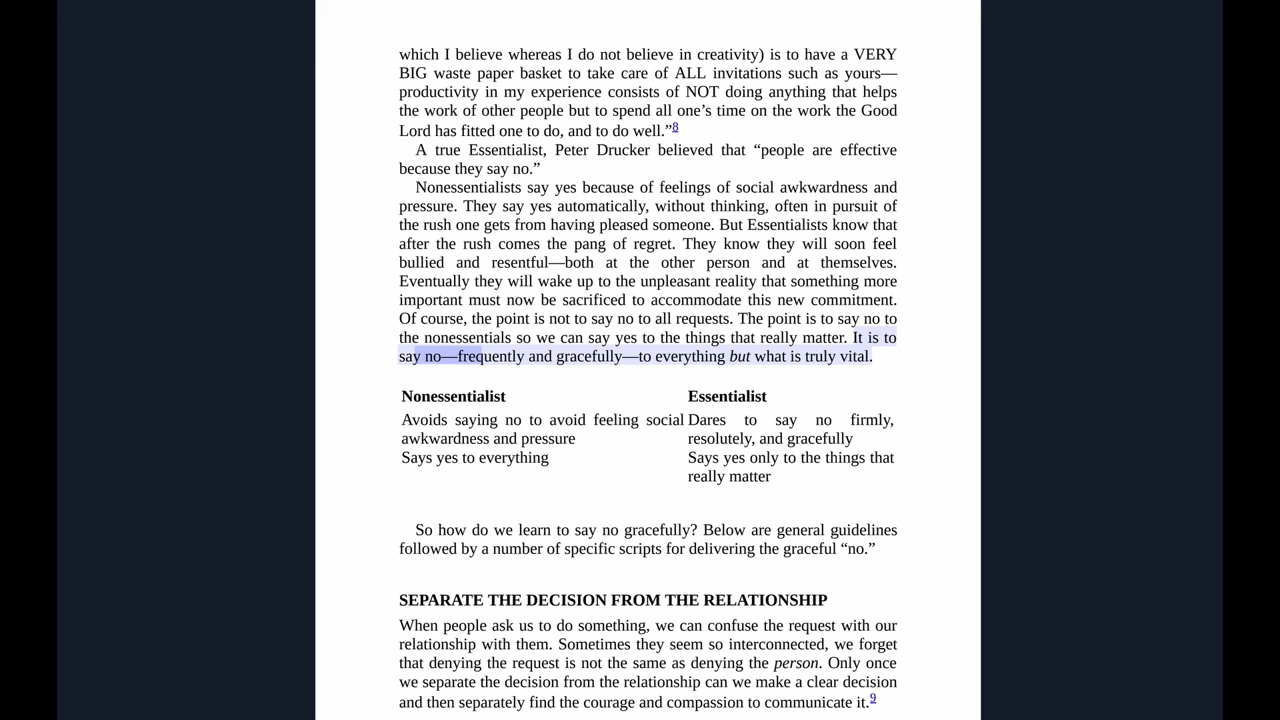 which I believe whereas I do not believe in creativity) is to have a VERY
BIG waste paper basket to take care of ALL invitations such as yours—
productivity in my experience consists of NOT doing anything that helps
the work of other people but to spend all one’s time on the work the Good
Lord has fitted one to do, and to do well.”8
A true Essentialist, Peter Drucker believed that “people are effective
because they say no.”
Nonessentialists say yes because of feelings of social awkwardness and
pressure. They say yes automatically, without thinking, often in pursuit of
the rush one gets from having pleased someone. But Essentialists know that
after the rush comes the pang of regret. They know they will soon feel
bullied and resentful—both at the other person and at themselves.
Eventually they will wake up to the unpleasant reality that something more
important must now be sacrificed to accommodate this new commitment.
Of course, the point is not to say no to all requests. The point is to say no to
the nonessentials so we can say yes to the things that really matter. It is to
say no—frequently and gracefully—to everything but what is truly vital.
Nonessentialist
Avoids saying no to avoid feeling social
awkwardness and pressure
Says yes to everything
Essentialist
Dares to say no firmly,
resolutely, and gracefully
Says yes only to the things that
really matter
So how do we learn to say no gracefully? Below are general guidelines
followed by a number of specific scripts for delivering the graceful “no.”
SEPARATE THE DECISION FROM THE RELATIONSHIP
When people ask us to do something, we can confuse the request with our
relationship with them. Sometimes they seem so interconnected, we forget
that denying the request is not the same as denying the person. Only once
we separate the decision from the relationship can we make a clear decision
and then separately find the courage and compassion to communicate it.9